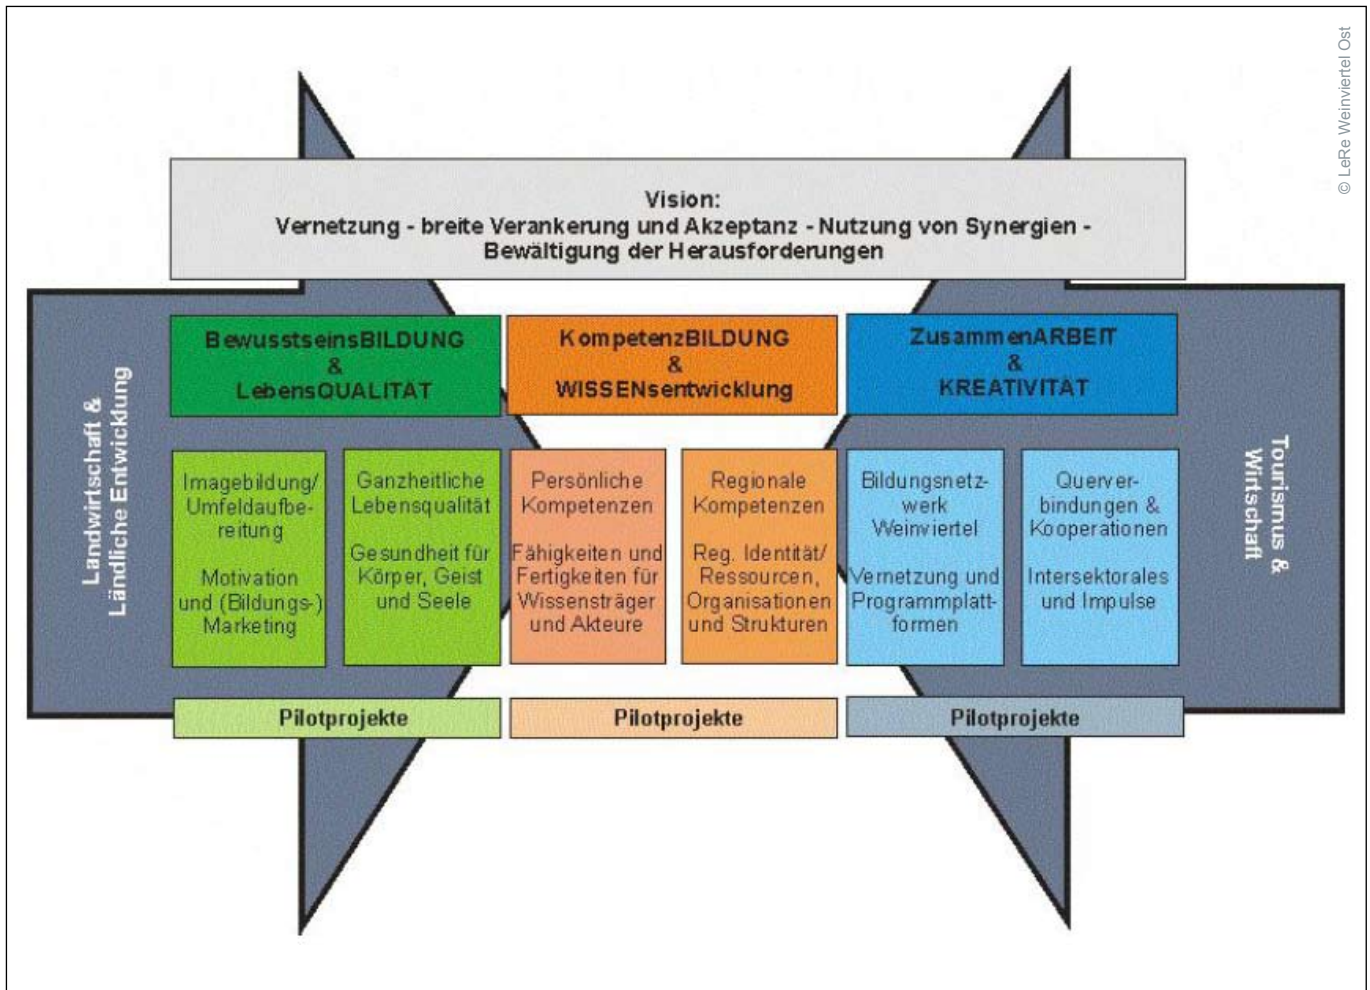 © LeRe Weinviertel Ost
Vision:
Vernetzung - breite Verankerung und Akzeptanz - Nutzung von Synergien -
Bewältigung der Herausforderungen
Landwirtschaft &
Ländliche Entwicklung
BewusstseinsBILDUNG
&
LebensQUALITÄT
KompetenzBILDUNG
&
WISSENsentwicklung
ZusammenARBEIT
&
KREATIVITÄT
Imagebildung/
Umfeldaufbe-
reitung
Motivation
und (Bildungs-)
Marketing
Ganzheitliche
Lebensqualität
Gesundheit für
Körper, Geist
und Seele
Persönliche
Kompetenzen
Fähigkeiten und
Fertigkeiten für
Wissensträger
und Akteure
Regionale
Kompetenzen
Reg. Identität/
Ressourcen,
Organisationen
und Strukturen
Bildungsnetz-
werk
Weinviertel
Vernetzung und
Programmplatt-
formen
Querver-
bindungen &
Kooperationen
Intersektorales
und Impulse
Tourismus &
Wirtschaft
Pilotprojekte
Pilotprojekte
Pilotprojekte